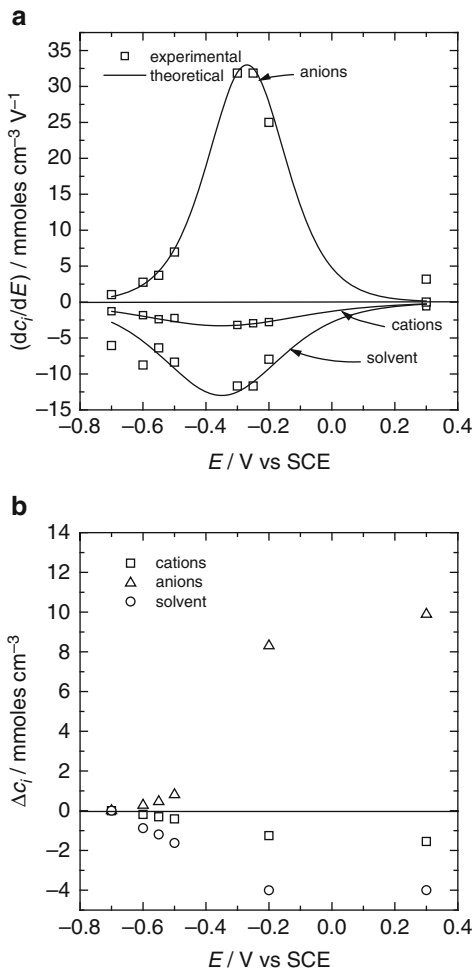 a
35
30
25
20
15
10
5
0
−5
−10
−15
(dcᵢ/dE) / mmoles cm⁻³ V⁻¹
experimental
theoretical
anions
cations
solvent
−0.8 −0.6 −0.4 −0.2 0.0 0.2 0.4
E / V vs SCE
b
14
12
10
8
6
4
2
0
−2
−4
Δcᵢ / mmoles cm⁻³
cations
anions
solvent
−0.8 −0.6 −0.4 −0.2 0.0 0.2 0.4
E / V vs SCE